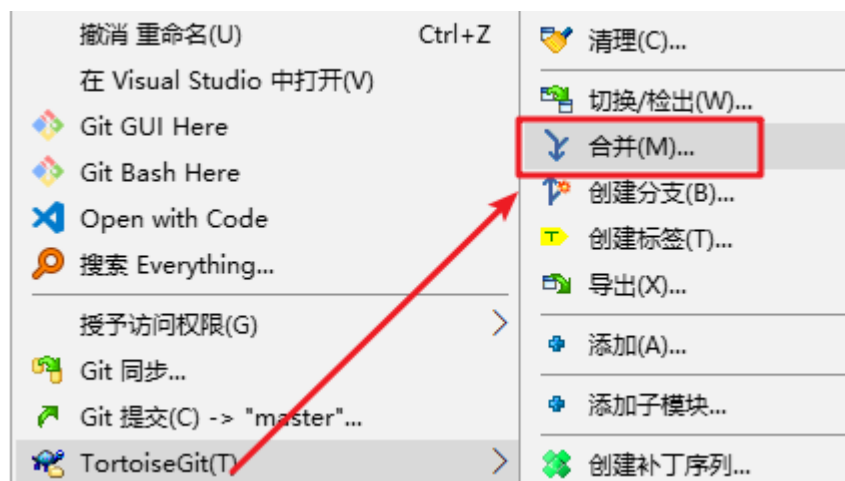 撤消 重命名(U) Ctrl+Z
在 Visual Studio 中打开(V)
Git GUI Here
Git Bash Here
Open with Code
搜索 Everything...
授予访问权限(G)
Git 同步...
Git 提交(C) -> "master"...
TortoiseGit(T)
清理(C)...
切换/检出(W)...
合并(M)...
创建分支(B)...
创建标签(T)...
导出(X)...
添加(A)...
添加子模块...
创建补丁序列...